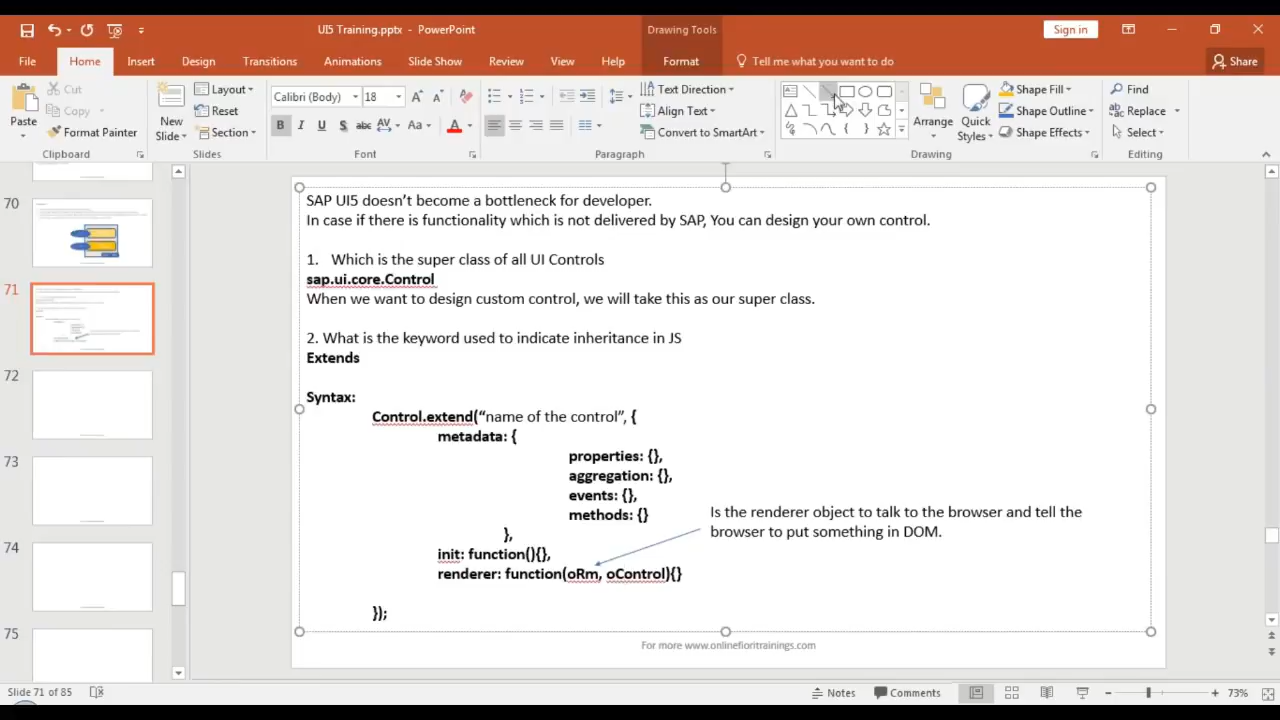 UI5 Training.pptx - PowerPoint
Drawing Tools
Sign in
File Home Insert Design Transitions Animations Slide Show Review View Help Format Tell me what you want to do Share
Paste
Cut
Copy
Format Painter
Clipboard
New Slide
Layout
Reset
Section
Slides
Calibri (Body) 18
B I U S abc AV Aa A
Font
Text Direction
Align Text
Convert to SmartArt
Paragraph
Arrange
Quick Styles
Shape Fill
Shape Outline
Shape Effects
Drawing
Find
Replace
Select
Editing
70
71
72
73
74
75
SAP UI5 doesn’t become a bottleneck for developer.
In case if there is functionality which is not delivered by SAP, You can design your own control.
1. Which is the super class of all UI Controls
sap.ui.core.Control
When we want to design custom control, we will take this as our super class.
2. What is the keyword used to indicate inheritance in JS
Extends
Syntax:
Control.extend(“name of the control”, {
metadata: {
properties: {},
aggregation: {},
events: {},
methods: {}
},
Is the renderer object to talk to the browser and tell the
browser to put something in DOM.
init: function(){},
renderer: function(oRm, oControl){}
});
For more www.onlinefioritrainings.com
Slide 71 of 85
Notes
Comments
73%